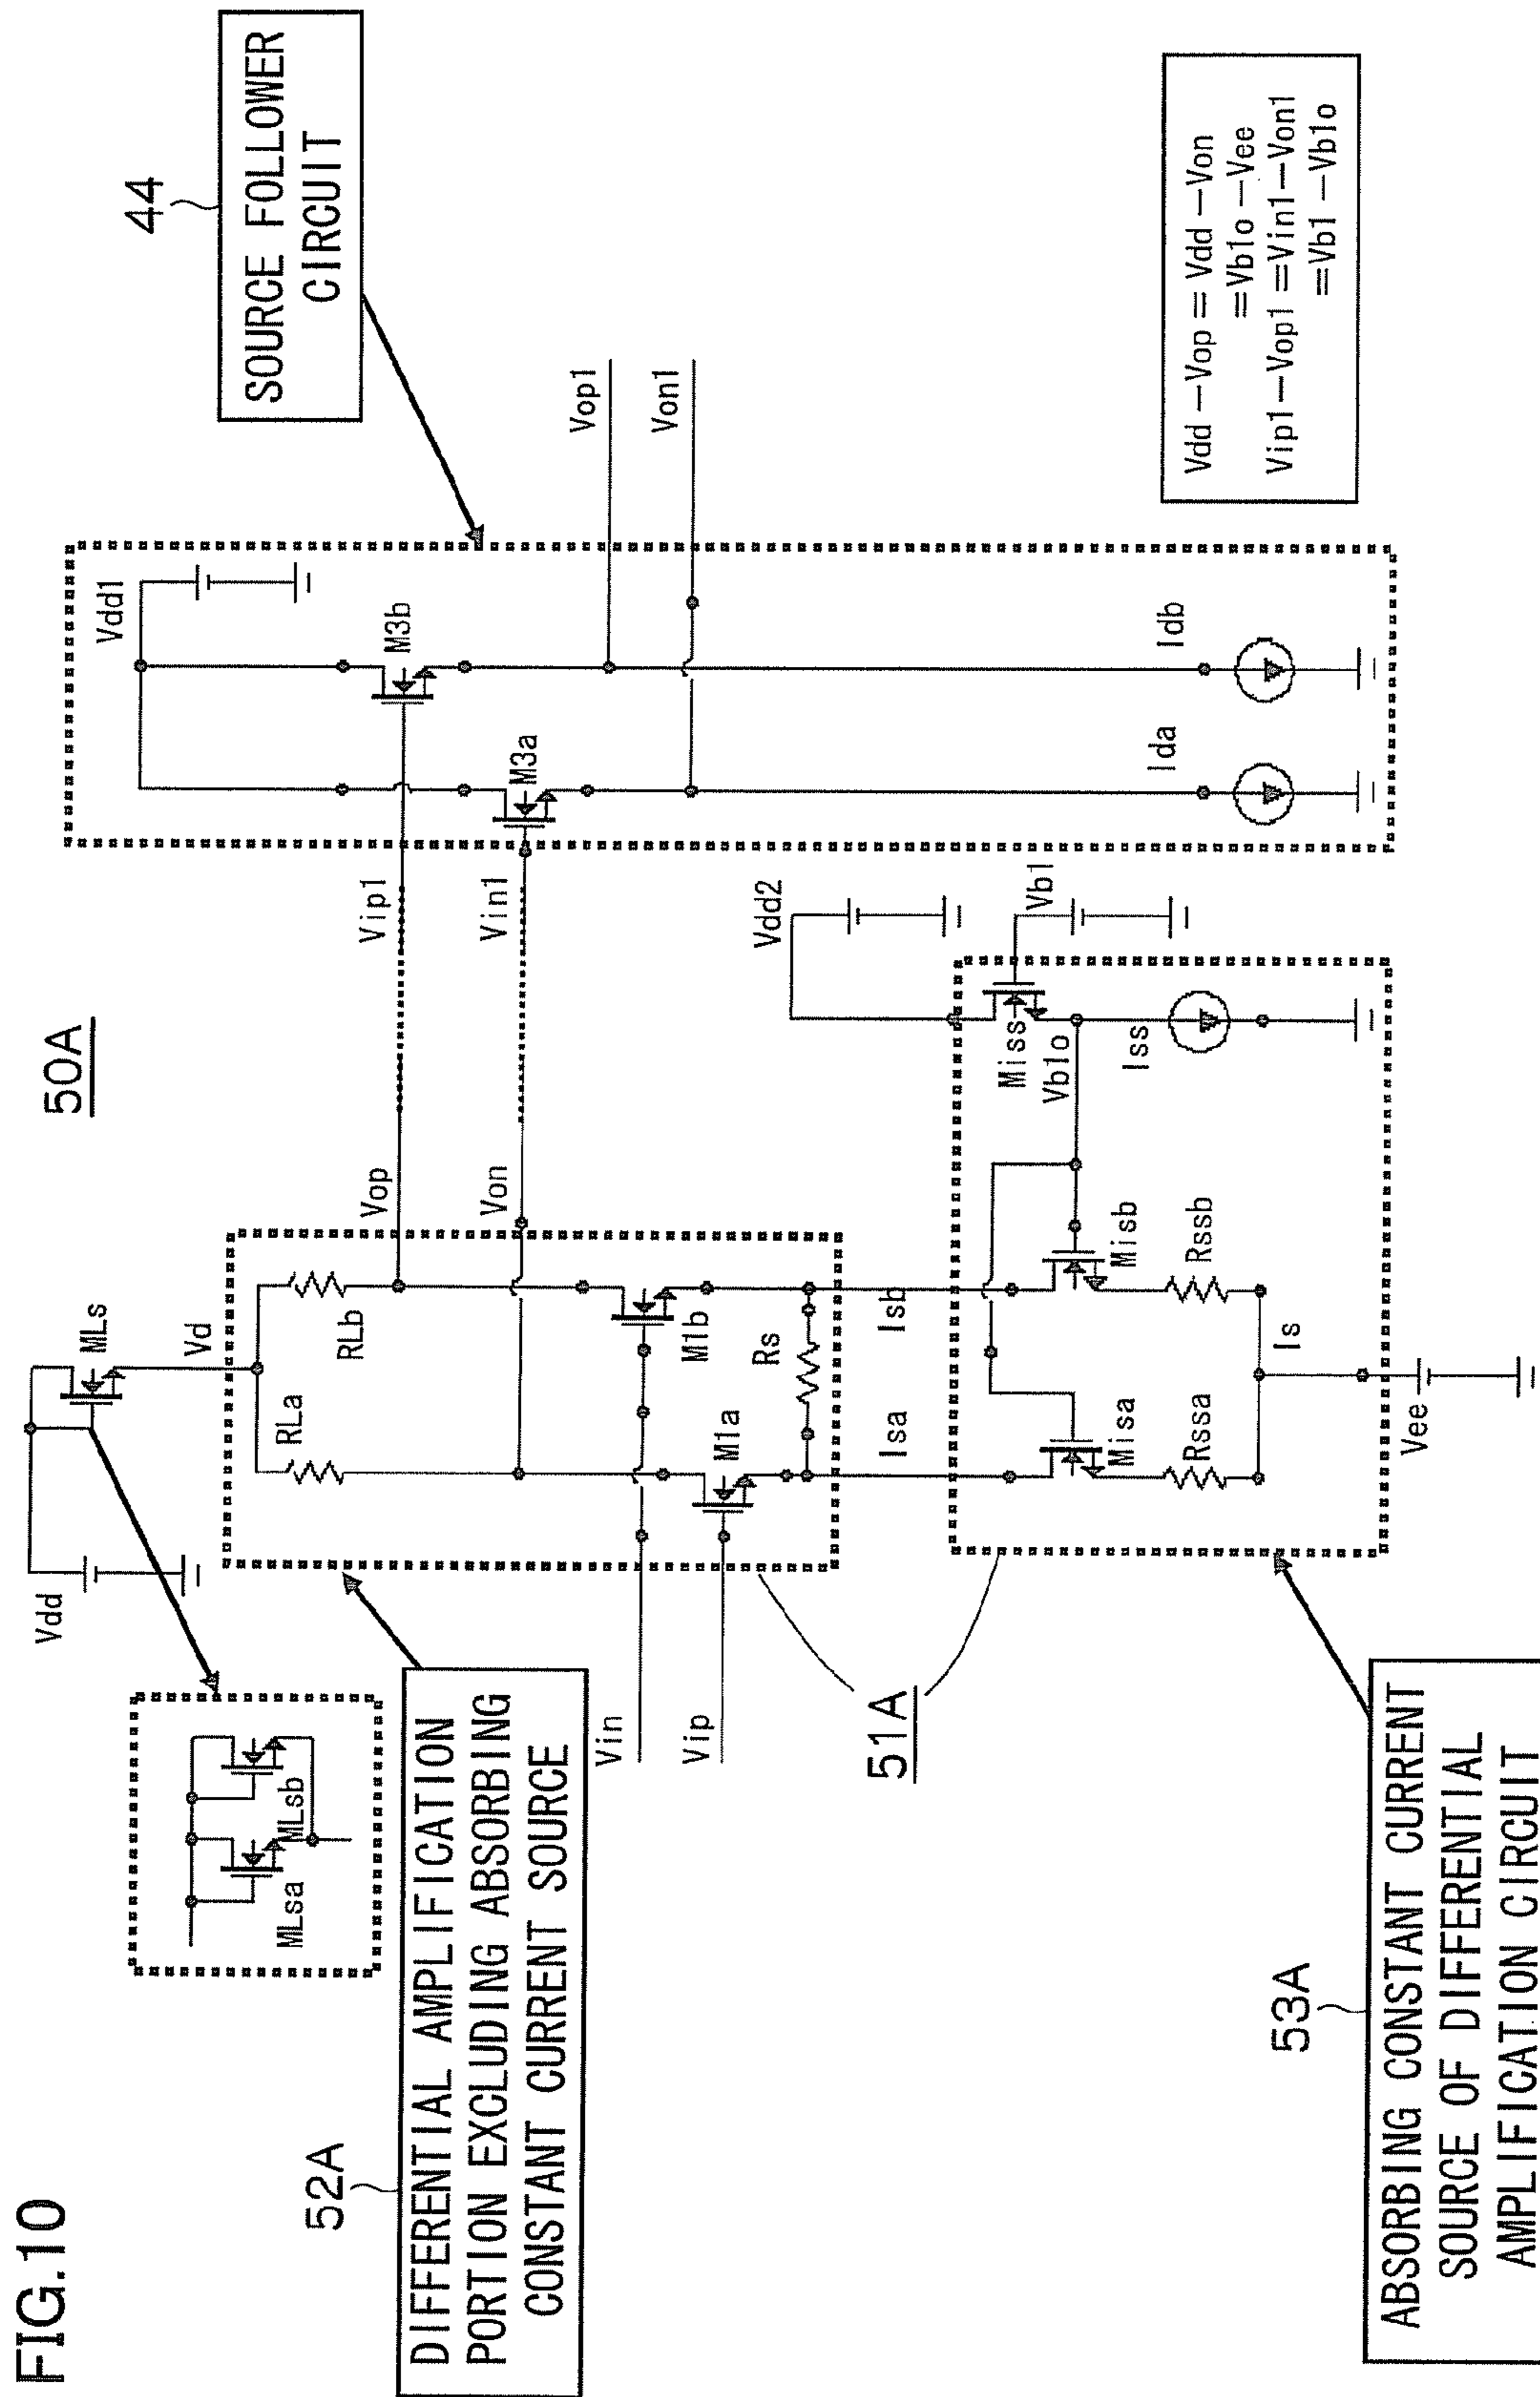 FIG.10
50A
44
SOURCE FOLLOWER
CIRCUIT
52A
DIFFERENTIAL AMPLIFICATION
PORTION EXCLUDING ABSORBING
CONSTANT CURRENT SOURCE
MLsa
MLsb
Vdd
MLs
Vd
RLa
RLb
Vop
Von
Vip1
Vin1
Vdd1
M3b
M3a
Vop1
Von1
Ida
Idb
Vin
Vip
M1a
M1b
Rs
Isa
Isb
51A
Vdd2
Miss
Vb1
Vb1o
Iss
Misa
Misb
Rssa
Rssb
Is
Vee
53A
ABSORBING CONSTANT CURRENT
SOURCE OF DIFFERENTIAL
AMPLIFICATION CIRCUIT
Vdd－Vop＝Vdd－Von
=Vb1o－Vee
Vip1－Vop1=Vin1－Von1
=Vb1－Vb1o